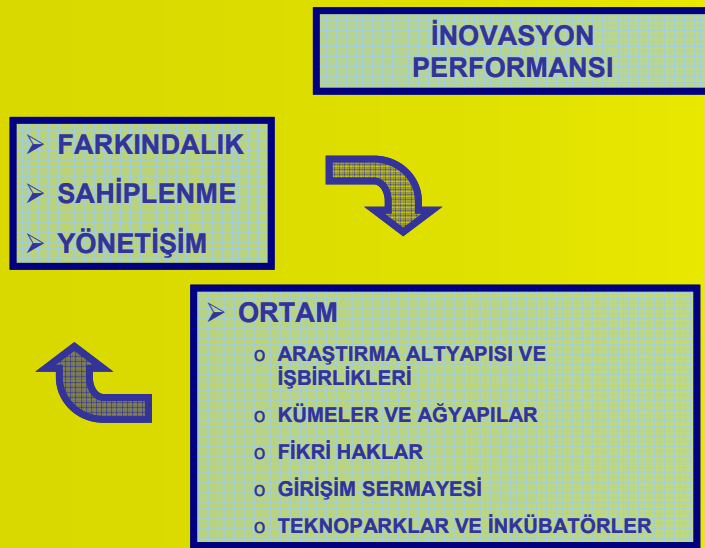 İNOVASYON
PERFORMANSI
➢ FARKINDALIK
➢ SAHİPLENME
➢ YÖNETİŞİM
➢ ORTAM
o ARAŞTIRMA ALTYAPISI VE
İŞBİRLİKLERİ
o KÜMELER VE AĞYAPILAR
o FİKRİ HAKLAR
o GİRİŞİM SERMAYESİ
o TEKNOPARKLAR VE İNKÜBATÖRLER